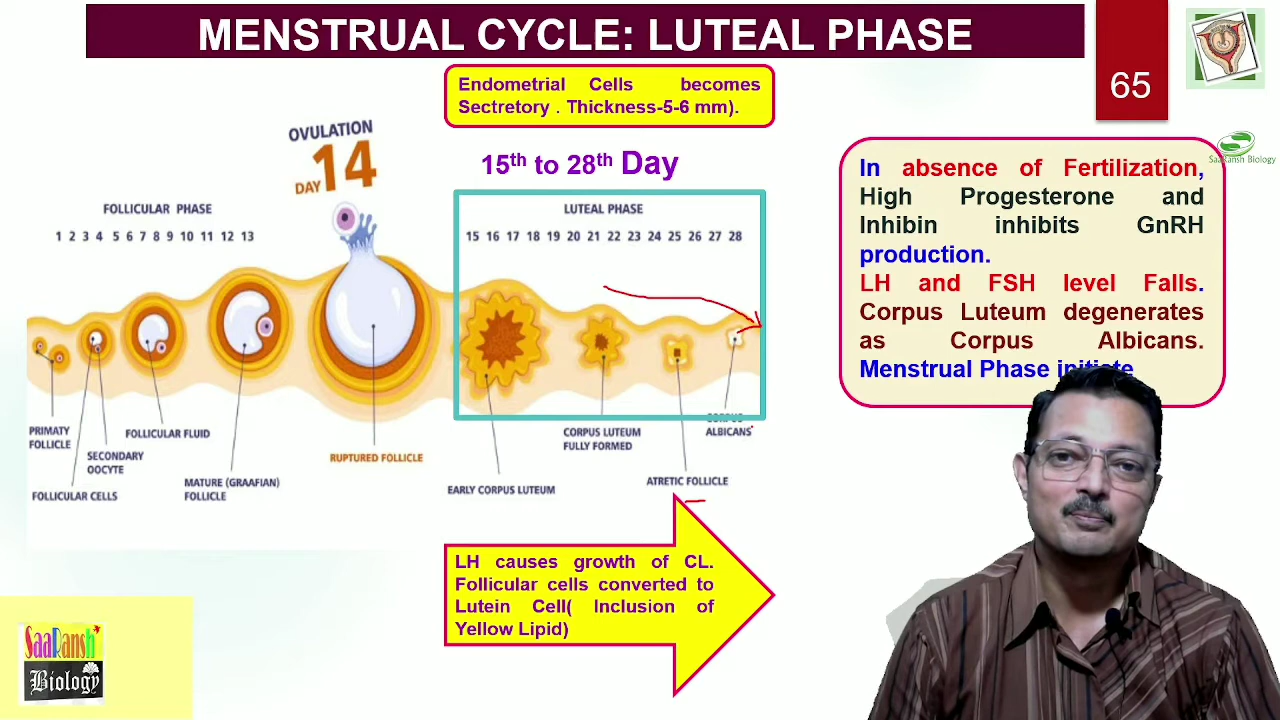 MENSTRUAL CYCLE: LUTEAL PHASE
65
Endometrial Cells becomes
Sectretory . Thickness-5-6 mm).
15th to 28th Day
OVULATION
DAY 14
FOLLICULAR PHASE
1 2 3 4 5 6 7 8 9 10 11 12 13
LUTEAL PHASE
15 16 17 18 19 20 21 22 23 24 25 26 27 28
PRIMATY
FOLLICLE
FOLLICULAR CELLS
SECONDARY
OOCYTE
FOLLICULAR FLUID
MATURE (GRAAFIAN)
FOLLICLE
RUPTURED FOLLICLE
EARLY CORPUS LUTEUM
CORPUS LUTEUM
FULLY FORMED
ATRETIC FOLLICLE
CORPUS
ALBICANS
SaaRansh Biology
In absence of Fertilization,
High Progesterone and
Inhibin inhibits GnRH
production.
LH and FSH level Falls.
Corpus Luteum degenerates
as Corpus Albicans.
Menstrual Phase initiate
LH causes growth of CL.
Follicular cells converted to
Lutein Cell( Inclusion of
Yellow Lipid)
SaaRansh
Biology